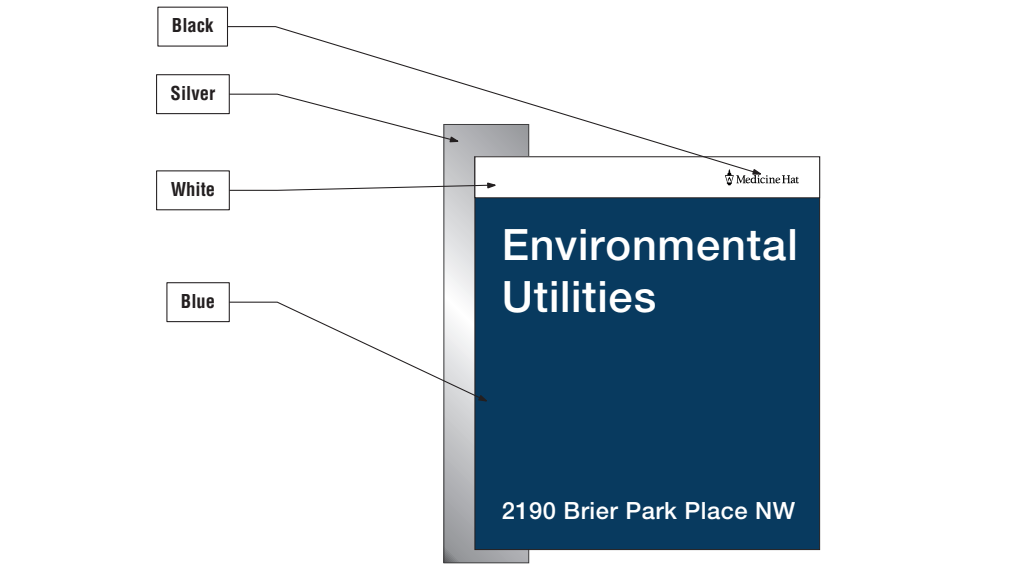 Black
Silver
White
Medicine Hat
Environmental
Utilities
Blue
2190 Brier Park Place NW